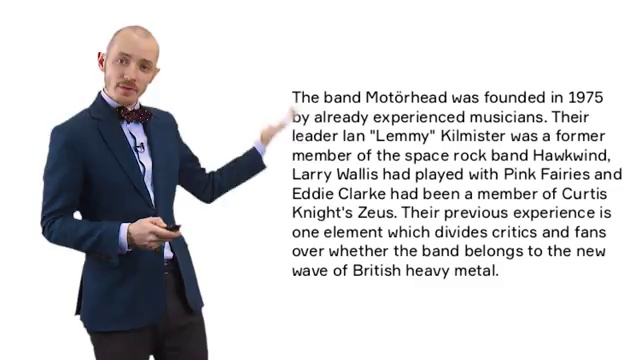 The band Motörhead was founded in 1975
by already experienced musicians. Their
leader Ian "Lemmy" Kilmister was a former
member of the space rock band Hawkwind,
Larry Wallis had played with Pink Fairies and
Eddie Clarke had been a member of Curtis
Knight's Zeus. Their previous experience is
one element which divides critics and fans
over whether the band belongs to the new
wave of British heavy metal.